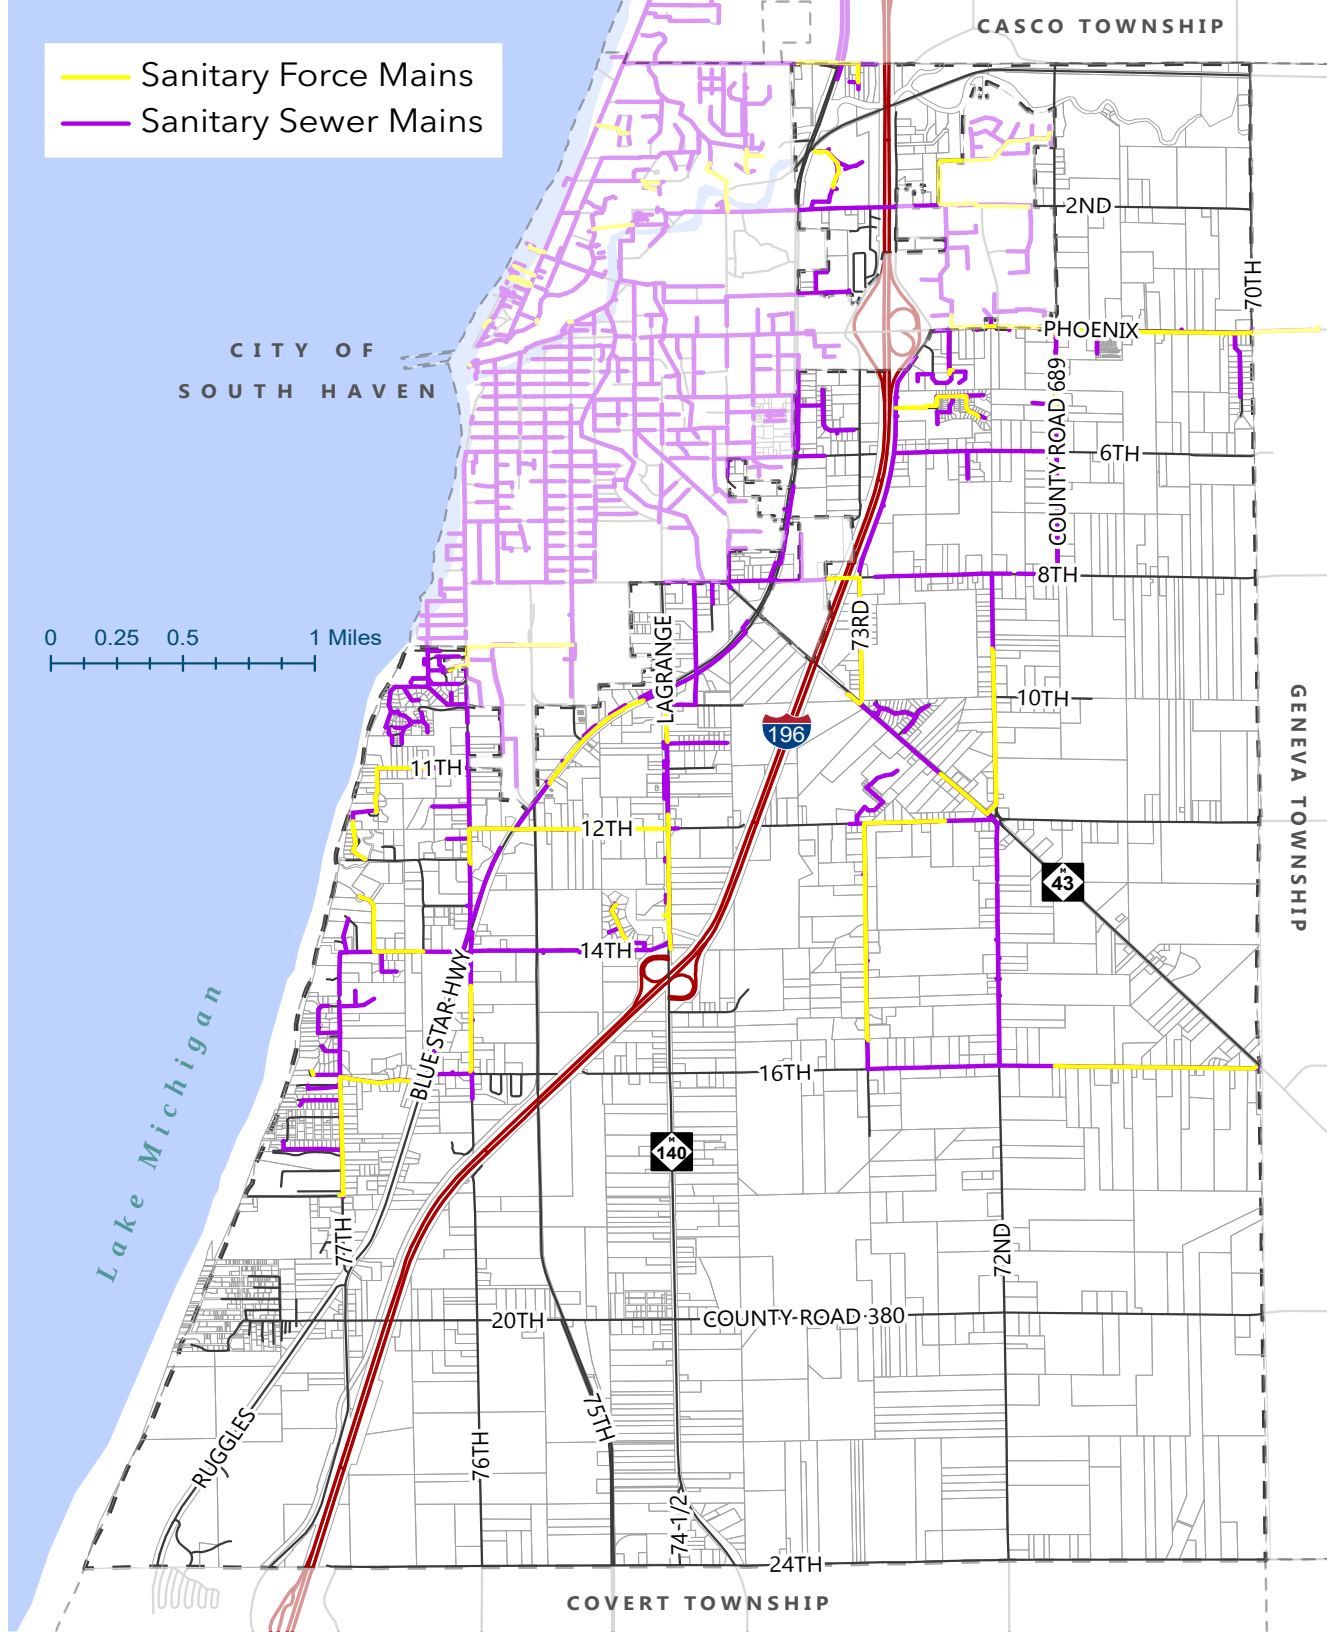 CASCO TOWNSHIP
Sanitary Force Mains
Sanitary Sewer Mains
2ND
70TH
PHOENIX
CITY OF
SOUTH HAVEN
COUNTY ROAD 689
6TH
8TH
0 0.25 0.5 1 Miles
73RD
LAGRANGE
10TH
196
GENEVA TOWNSHIP
11TH
12TH
M
43
14TH
BLUE STAR HWY
Lake Michigan
16TH
M
140
77TH
72ND
20TH
COUNTY ROAD 380
RUGGLES
75TH
76TH
74-1/2
24TH
COVERT TOWNSHIP